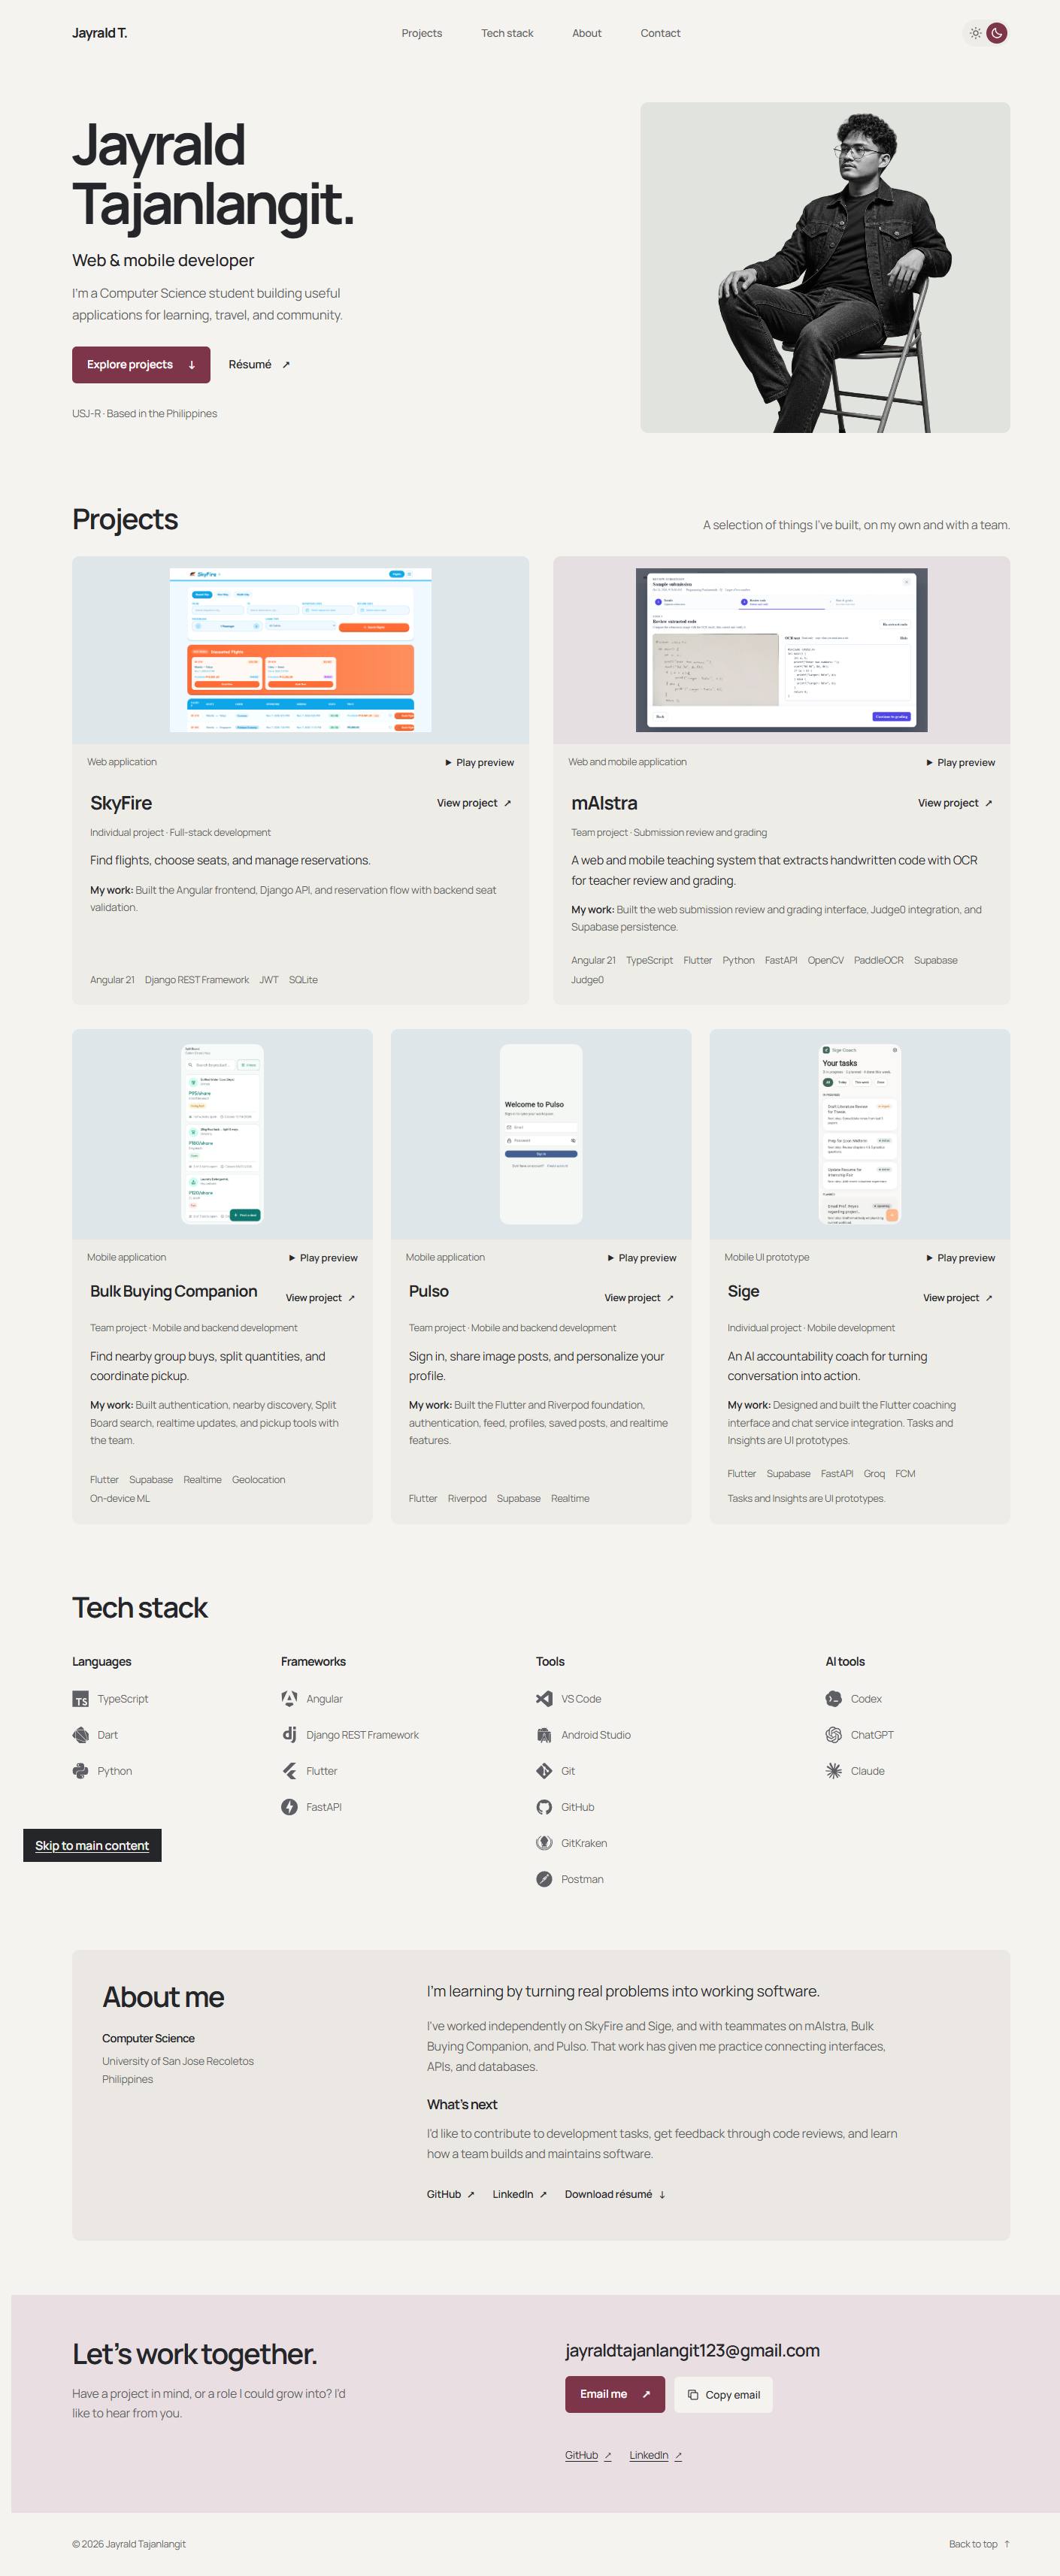 Jayrald T.
Projects
Tech stack
About
Contact
Jayrald
Tajanlangit.
Web & mobile developer
I'm a Computer Science student building useful
applications for learning, travel, and community.
Explore projects ↓
Résumé ↗
USJ-R · Based in the Philippines
Projects
A selection of things I've built, on my own and with a team.
SkyFire
Sample submission
Review extracted code
Web application
▶ Play preview
Web and mobile application
▶ Play preview
SkyFire
View project ↗
Individual project · Full-stack development
Find flights, choose seats, and manage reservations.
My work: Built the Angular frontend, Django API, and reservation flow with backend seat
validation.
Angular 21 Django REST Framework JWT SQLite
mAIstra
View project ↗
Team project · Submission review and grading
A web and mobile teaching system that extracts handwritten code with OCR
for teacher review and grading.
My work: Built the web submission review and grading interface, Judge0 integration, and
Supabase persistence.
Angular 21 TypeScript Flutter Python FastAPI OpenCV PaddleOCR Supabase
Judge0
Welcome to Pulso
Sige Coach
Your tasks
Mobile application
▶ Play preview
Bulk Buying Companion
View project ↗
Team project · Mobile and backend development
Find nearby group buys, split quantities, and
coordinate pickup.
My work: Built authentication, nearby discovery, Split
Board search, realtime updates, and pickup tools with
the team.
Flutter Supabase Realtime Geolocation
On-device ML
Mobile application
▶ Play preview
Pulso
View project ↗
Team project · Mobile and backend development
Sign in, share image posts, and personalize your
profile.
My work: Built the Flutter and Riverpod foundation,
authentication, feed, profiles, saved posts, and realtime
features.
Flutter Riverpod Supabase Realtime
Mobile UI prototype
▶ Play preview
Sige
View project ↗
Individual project · Mobile development
An AI accountability coach for turning
conversation into action.
My work: Designed and built the Flutter coaching
interface and chat service integration. Tasks and
Insights are UI prototypes.
Flutter Supabase FastAPI Groq FCM
Tasks and Insights are UI prototypes.
Tech stack
Languages
TypeScript
Dart
Python
Frameworks
Angular
Django REST Framework
Flutter
FastAPI
Tools
VS Code
Android Studio
Git
GitHub
GitKraken
Postman
AI tools
Codex
ChatGPT
Claude
Skip to main content
About me
Computer Science
University of San Jose Recoletos
Philippines
I'm learning by turning real problems into working software.
I've worked independently on SkyFire and Sige, and with teammates on mAIstra, Bulk
Buying Companion, and Pulso. That work has given me practice connecting interfaces,
APIs, and databases.
What's next
I'd like to contribute to development tasks, get feedback through code reviews, and learn
how a team builds and maintains software.
GitHub ↗ LinkedIn ↗ Download résumé ↓
Let's work together.
Have a project in mind, or a role I could grow into? I'd
like to hear from you.
jayraldtajanlangit123@gmail.com
Email me ↗
Copy email
GitHub ↗ LinkedIn ↗
© 2026 Jayrald Tajanlangit
Back to top ↑